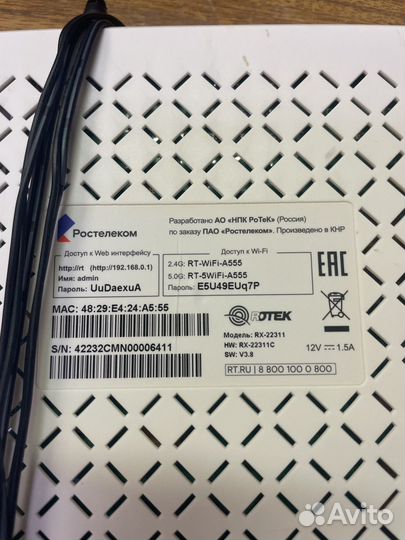 Ростелеком
Разработано АО «НПК РоТеК» (Россия)
по заказу ПАО «Ростелеком». Произведено в КНР
Доступ к Web интерфейсу
http://rt (http://192.168.0.1)
Имя: admin
Пароль: UuDaexuA
Доступ к Wi-Fi
2.4G: RT-WiFi-A555
5.0G: RT-5WiFi-A555
Пароль: E5U49EUq7P
EAC
MAC: 48:29:E4:24:A5:55
S/N: 42232CMN00006411
ROTEK
Модель: RX-22311
HW: RX-22311C
SW: V3.8
12V 1.5A
RT.RU | 8 800 100 0 800
Avito